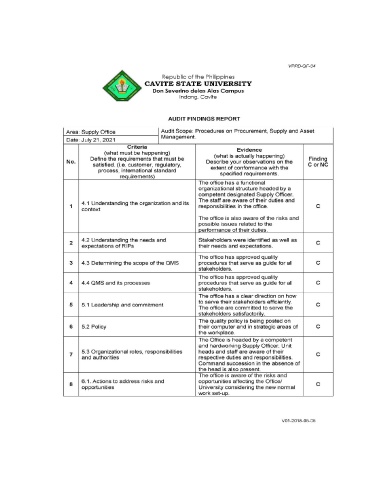 VPPD-QF-04
Republic of the Philippines
CAVITE STATE UNIVERSITY
Don Severino delas Alas Campus
Indang, Cavite
AUDIT FINDINGS REPORT
Area: Supply Office
Audit Scope: Procedures on Procurement, Supply and Asset
Management
Date: July 21, 2021
No.
Criteria
(what must be happening)
Define the requirements that must be
satisfied. (i.e. customer, regulatory,
process, international standard
requirements)
Evidence
(what is actually happening)
Describe your observations on the
extent of conformance with the
specified requirements.
Finding
C or NC
1
4.1 Understanding the organization and its
context
The office has a functional
organizational structure headed by a
competent designated Supply Officer.
The staff are aware of their duties and
responsibilities in the office.
The office is also aware of the risks and
possible issues related to the
performance of their duties.
C
2
4.2 Understanding the needs and
expectations of RIPs
Stakeholders were identified as well as
their needs and expectations.
C
3
4.3 Determining the scope of the QMS
The office has approved quality
procedures that serve as guide for all
stakeholders.
C
4
4.4 QMS and its processes
The office has approved quality
procedures that serve as guide for all
stakeholders.
C
5
5.1 Leadership and commitment
The office has a clear direction on how
to serve their stakeholders efficiently.
The office are committed to serve the
stakeholders satisfactorily.
C
6
5.2 Policy
The quality policy is being posted on
their computer and in strategic areas of
the workplace.
C
7
5.3 Organizational roles, responsibilities
and authorities
The Office is headed by a competent
and hardworking Supply Officer. Unit
heads and staff are aware of their
respective duties and responsibilities.
Command succession in the absence of
the head is also present.
C
8
6.1. Actions to address risks and
opportunities
The office is aware of the risks and
opportunities affecting the Office/
University considering the new normal
work set-up.
C